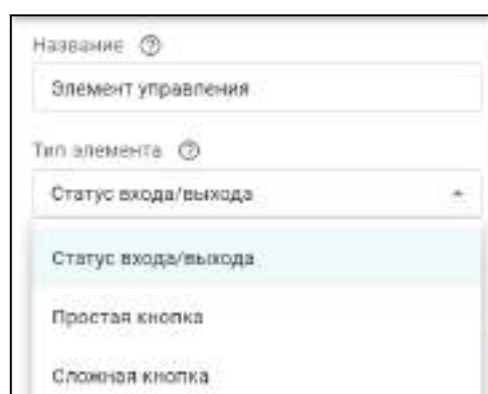 Название
Элемент управления
Тип элемента
Статус входа/выхода
Статус входа/выхода
Простая кнопка
Сложная кнопка